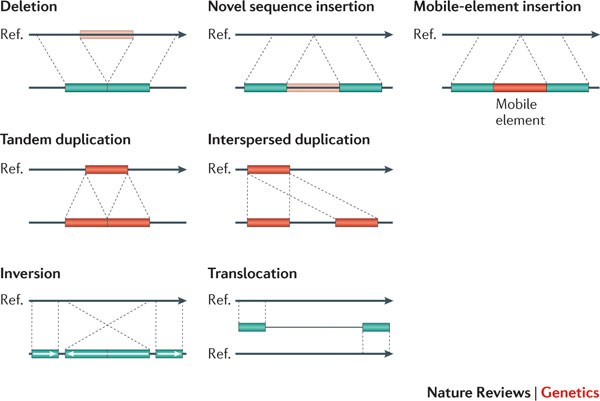 Deletion
Ref.
Novel sequence insertion
Ref.
Mobile-element insertion
Ref.
Mobile
element
Tandem duplication
Ref.
Interspersed duplication
Ref.
Inversion
Ref.
Translocation
Ref.
Ref.
Nature Reviews | Genetics